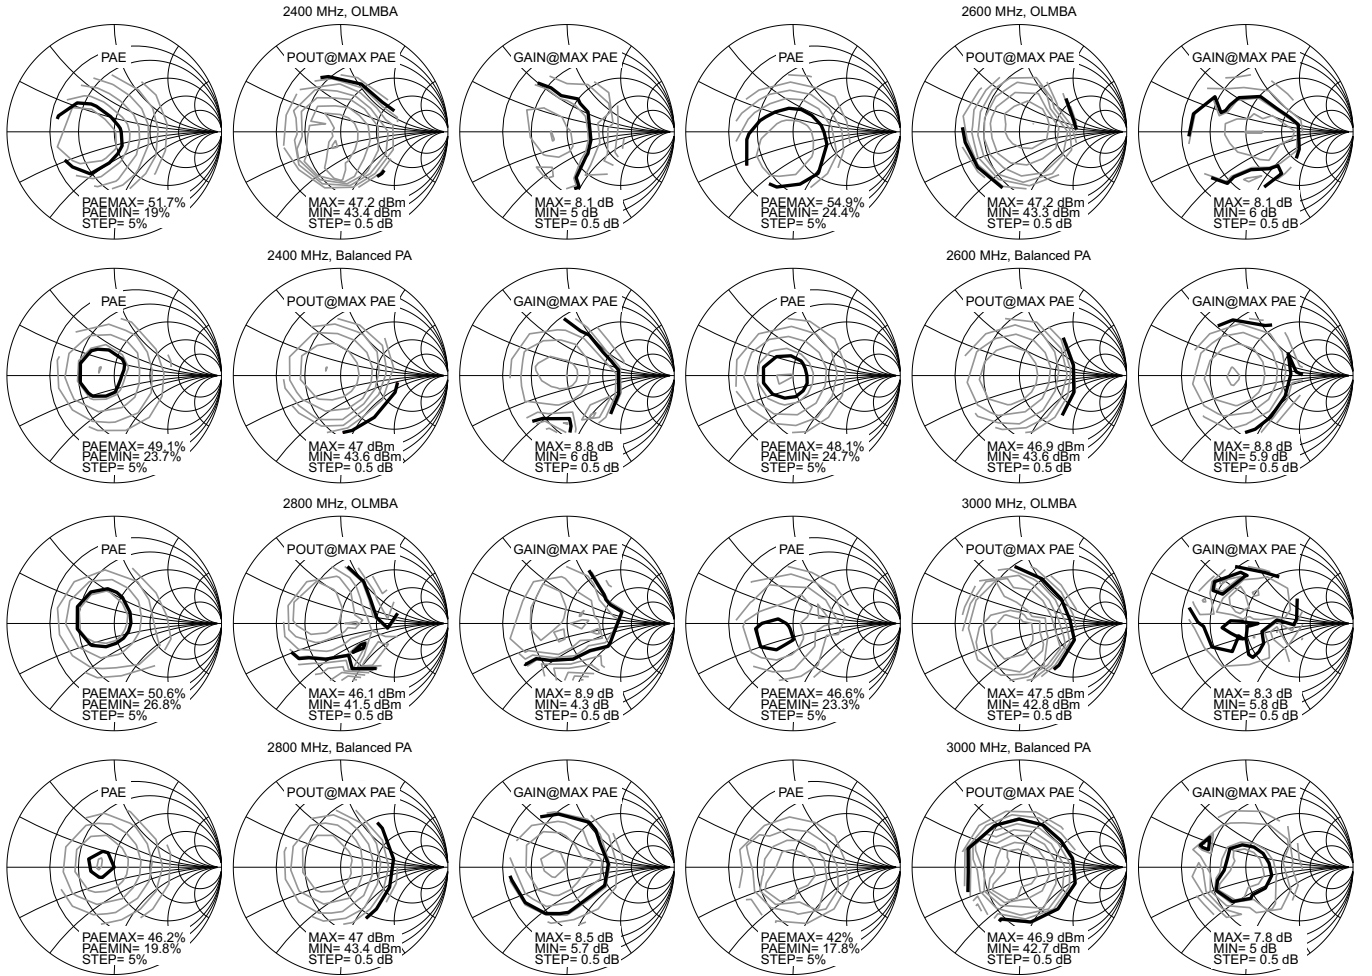 2400 MHz, OLMBA
2600 MHz, OLMBA
PAE
POUT@MAX PAE
GAIN@MAX PAE
PAE
POUT@MAX PAE
GAIN@MAX PAE
PAEMAX= 51.7%
PAEMIN= 19%
STEP= 5%
MAX= 47.2 dBm
MIN= 43.4 dBm
STEP= 0.5 dB
MAX= 8.1 dB
MIN= 5 dB
STEP= 0.5 dB
PAEMAX= 54.9%
PAEMIN= 24.4%
STEP= 5%
MAX= 47.2 dBm
MIN= 43.3 dBm
STEP= 0.5 dB
MAX= 8.1 dB
MIN= 6 dB
STEP= 0.5 dB
2400 MHz, Balanced PA
2600 MHz, Balanced PA
PAE
POUT@MAX PAE
GAIN@MAX PAE
PAE
POUT@MAX PAE
GAIN@MAX PAE
PAEMAX= 49.1%
PAEMIN= 23.7%
STEP= 5%
MAX= 47 dBm
MIN= 43.6 dBm
STEP= 0.5 dB
MAX= 8.8 dB
MIN= 6 dB
STEP= 0.5 dB
PAEMAX= 48.1%
PAEMIN= 24.7%
STEP= 5%
MAX= 46.9 dBm
MIN= 43.6 dBm
STEP= 0.5 dB
MAX= 8.8 dB
MIN= 5.9 dB
STEP= 0.5 dB
2800 MHz, OLMBA
3000 MHz, OLMBA
PAE
POUT@MAX PAE
GAIN@MAX PAE
PAE
POUT@MAX PAE
GAIN@MAX PAE
PAEMAX= 50.6%
PAEMIN= 26.8%
STEP= 5%
MAX= 46.1 dBm
MIN= 41.5 dBm
STEP= 0.5 dB
MAX= 8.9 dB
MIN= 4.3 dB
STEP= 0.5 dB
PAEMAX= 46.6%
PAEMIN= 23.3%
STEP= 5%
MAX= 47.5 dBm
MIN= 42.8 dBm
STEP= 0.5 dB
MAX= 8.3 dB
MIN= 5.8 dB
STEP= 0.5 dB
2800 MHz, Balanced PA
3000 MHz, Balanced PA
PAE
POUT@MAX PAE
GAIN@MAX PAE
PAE
POUT@MAX PAE
GAIN@MAX PAE
PAEMAX= 46.2%
PAEMIN= 19.8%
STEP= 5%
MAX= 47 dBm
MIN= 43.4 dBm
STEP= 0.5 dB
MAX= 8.5 dB
MIN= 5.7 dB
STEP= 0.5 dB
PAEMAX= 42%
PAEMIN= 17.8%
STEP= 5%
MAX= 46.9 dBm
MIN= 42.7 dBm
STEP= 0.5 dB
MAX= 7.8 dB
MIN= 5 dB
STEP= 0.5 dB